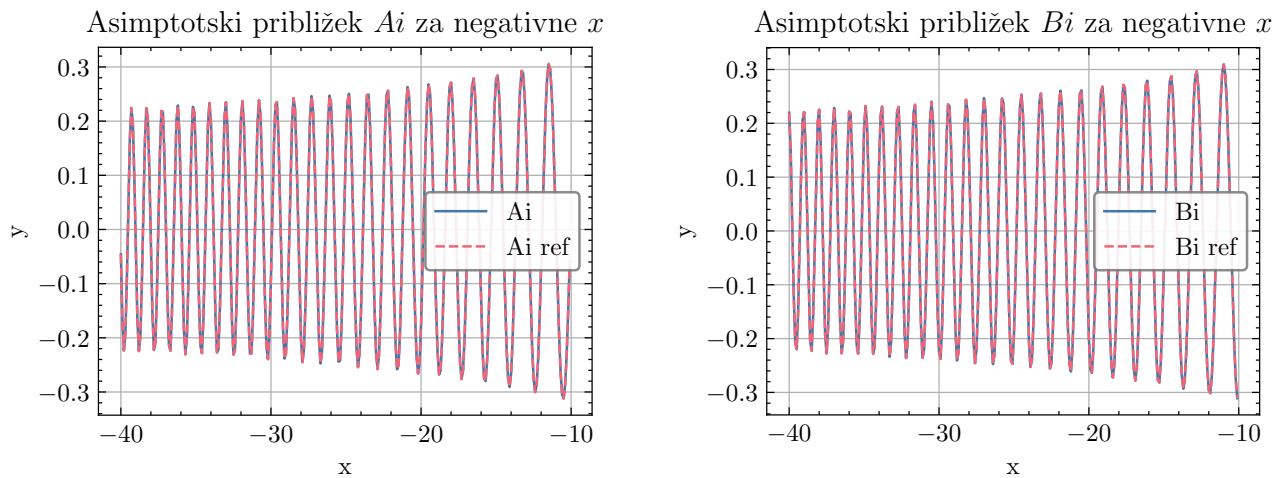 Asimptotski približek Ai za negativne x
0.3
0.2
0.1
0.0
−0.1
−0.2
−0.3
y
−40
−30
−20
−10
x
Ai
Ai ref
Asimptotski približek Bi za negativne x
0.3
0.2
0.1
0.0
−0.1
−0.2
−0.3
y
−40
−30
−20
−10
x
Bi
Bi ref